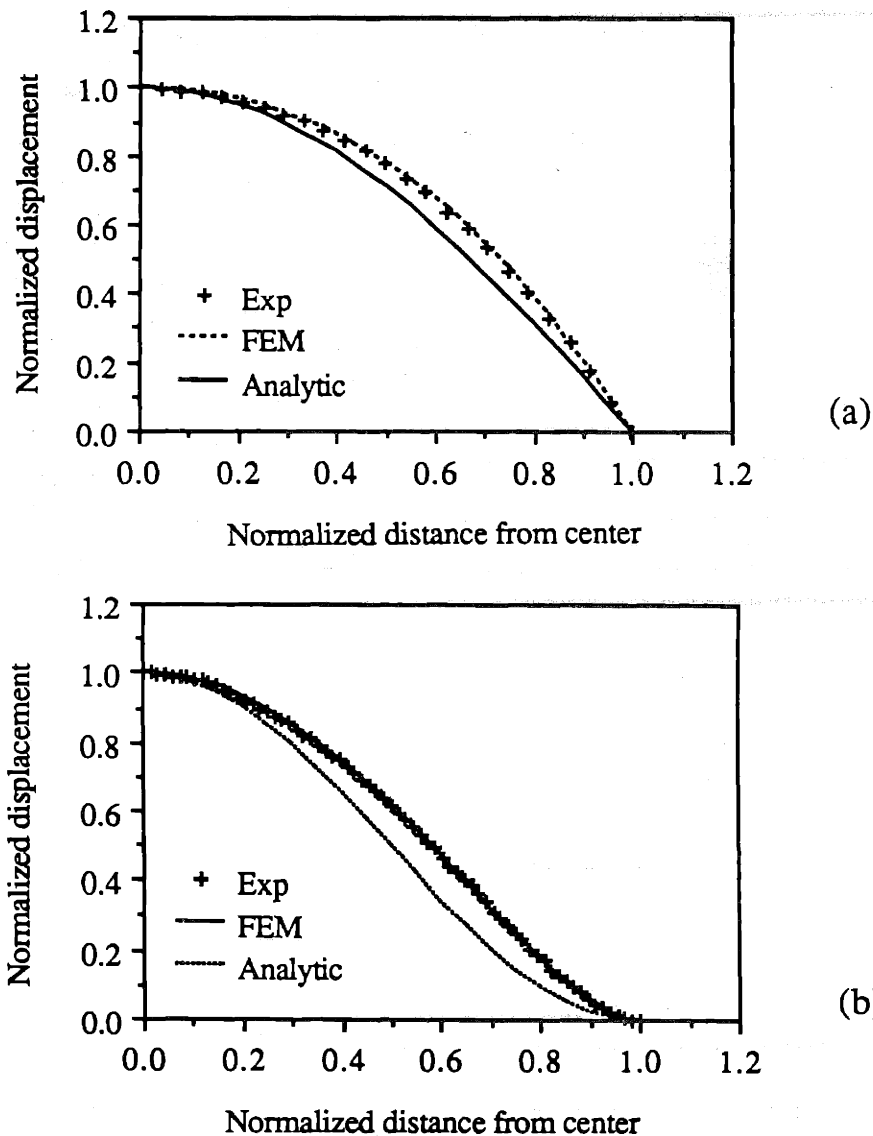 1.2
1.0
0.8
0.6
0.4
0.2
0.0
Normalized displacement
Exp
FEM
Analytic
0.0 0.2 0.4 0.6 0.8 1.0 1.2
Normalized distance from center
(a)
1.2
1.0
0.8
0.6
0.4
0.2
0.0
Normalized displacement
Exp
FEM
Analytic
0.0 0.2 0.4 0.6 0.8 1.0 1.2
Normalized distance from center
(b